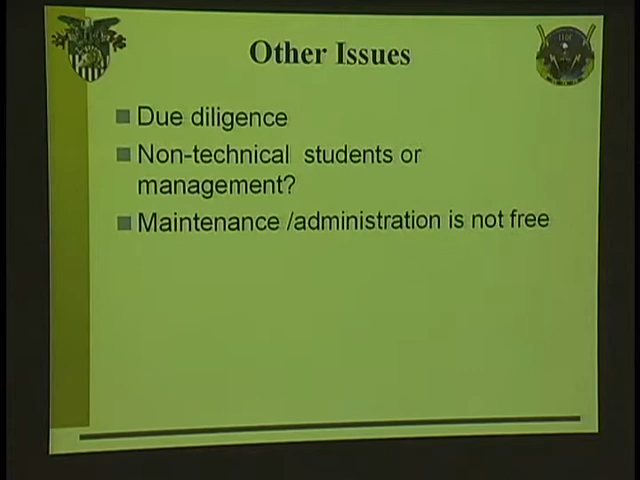 Other Issues
Due diligence
Non-technical students or
management?
Maintenance /administration is not free